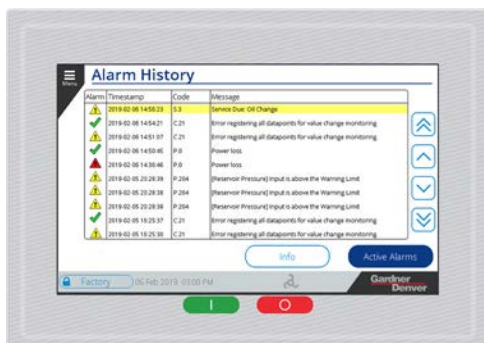 Menu
Alarm History
Alarm Timestamp Code Message
2019-02-06 14:56:23 S.3 Service Due: Oil Change
2019-02-06 14:54:21 C.21 Error registering all datapoints for value change monitoring
2019-02-06 14:51:07 C.21 Error registering all datapoints for value change monitoring
2019-02-06 14:50:45 P.0 Power loss
2019-02-06 14:30:46 P.0 Power loss
2019-02-05 20:28:39 P.204 [Reservoir Pressure] Input is above the Warning Limit
2019-02-05 20:28:38 P.204 [Reservoir Pressure] Input is above the Warning Limit
2019-02-05 20:28:38 P.204 [Reservoir Pressure] Input is above the Warning Limit
2019-02-05 18:25:37 C.21 Error registering all datapoints for value change monitoring
2019-02-05 18:25:30 C.21 Error registering all datapoints for value change monitoring
Info Active Alarms
Factory 06 Feb 2019 03:00 PM Gardner
Denver